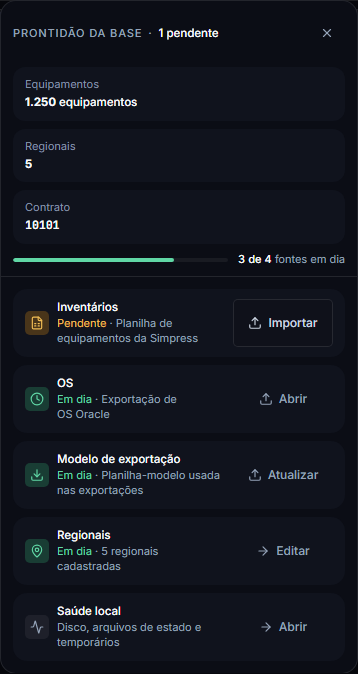 PRONTIDÃO DA BASE · 1 pendente
Equipamentos
1.250 equipamentos
Regionais
5
Contrato
10101
3 de 4 fontes em dia
Inventários
Pendente · Planilha de
equipamentos da Simpress
Importar
OS
Em dia · Exportação de
OS Oracle
Abrir
Modelo de exportação
Em dia · Planilha-modelo usada
nas exportações
Atualizar
Regionais
Em dia · 5 regionais
cadastradas
Editar
Saúde local
Disco, arquivos de estado e
temporários
Abrir